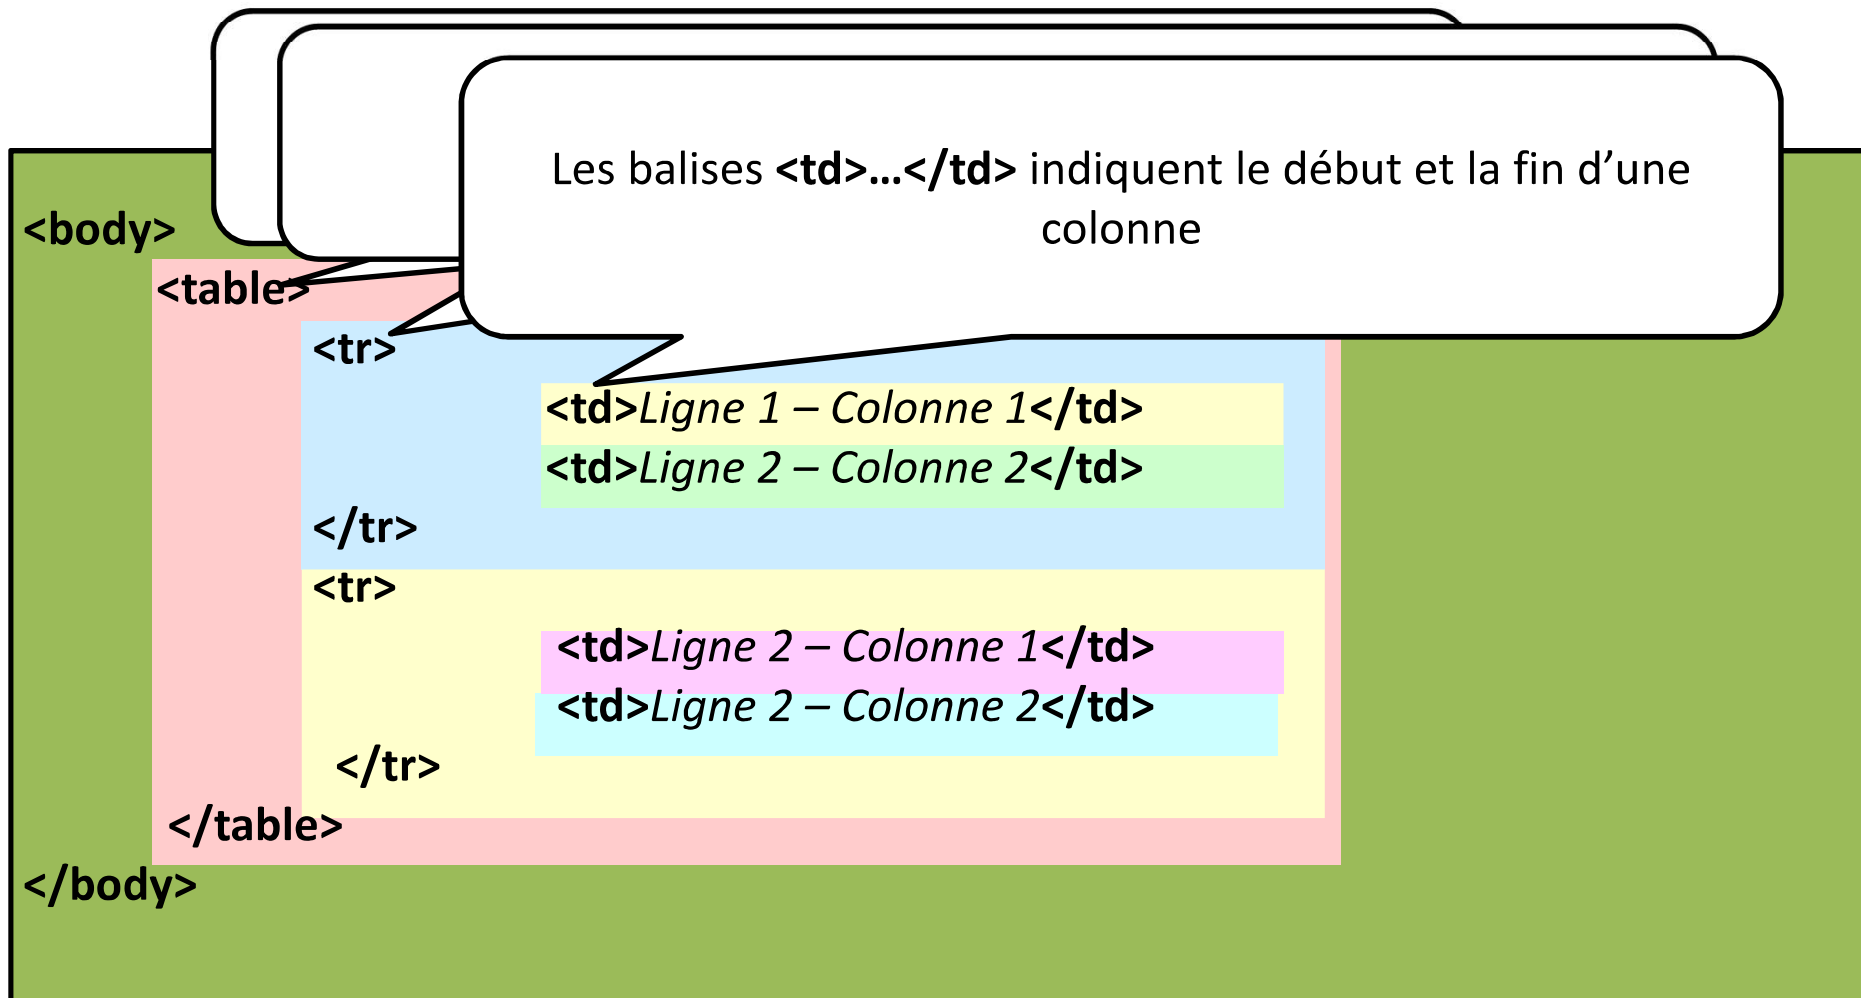 Les balises <td>…</td> indiquent le début et la fin d’une
colonne
<body>
<table>
<tr>
<td>Ligne 1 – Colonne 1</td>
<td>Ligne 2 – Colonne 2</td>
</tr>
<tr>
<td>Ligne 2 – Colonne 1</td>
<td>Ligne 2 – Colonne 2</td>
</tr>
</table>
</body>